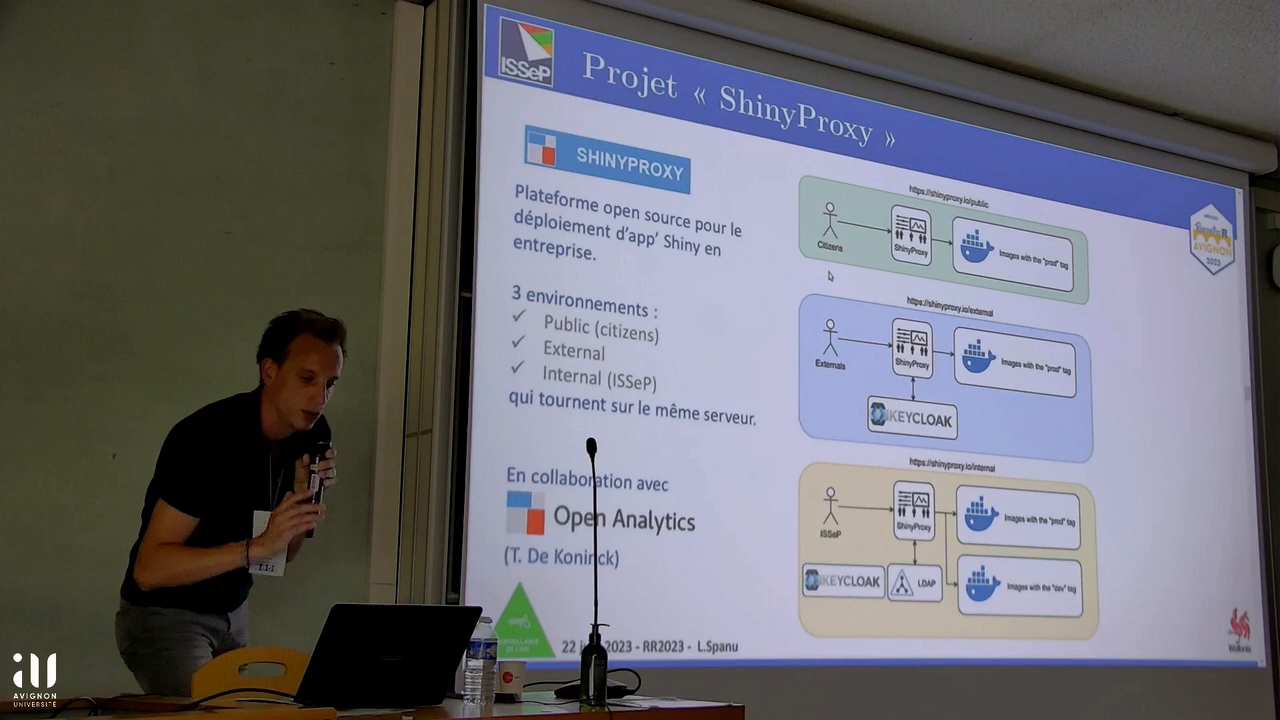 ISSeP
Projet « ShinyProxy »
SHINYPROXY
Plateforme open source pour le
déploiement d'app' Shiny en
entreprise.
3 environnements :
✓ Public (citizens)
✓ External
✓ Internal (ISSeP)
qui tournent sur le même serveur.
En collaboration avec
Open Analytics
(T. De Koninck)
22 2023 - RR2023 - L.Spanu
https://shinyproxy.io/public
Citizens
ShinyProxy
Images with the "prod" tag
https://shinyproxy.io/external
Externals
ShinyProxy
Images with the "prod" tag
KEYCLOAK
https://shinyproxy.io/internal
ISSeP
ShinyProxy
Images with the "prod" tag
KEYCLOAK
LDAP
Images with the "dev" tag
AVIGNON
2023
Wallonie
AVIGNON
UNIVERSITÉ